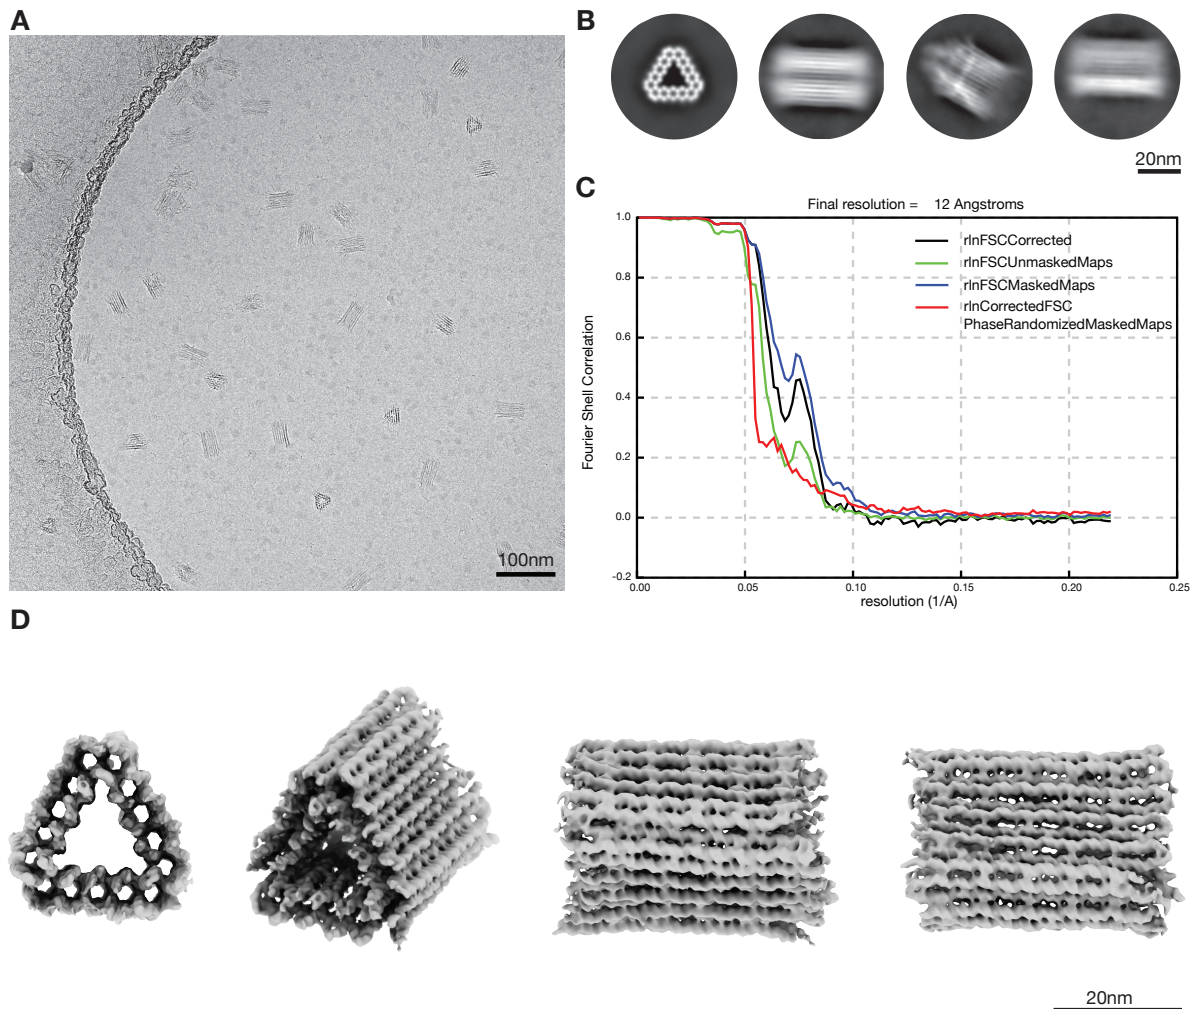 A
100nm
B
20nm
C
Final resolution = 12 Angstroms
rlnFSCCorrected
rlnFSCUnmaskedMaps
rlnFSCMaskedMaps
rlnCorrectedFSC
PhaseRandomizedMaskedMaps
Fourier Shell Correlation
1.0
0.8
0.6
0.4
0.2
0.0
-0.2
0.00
0.05
0.10
0.15
0.20
0.25
resolution (1/A)
D
20nm